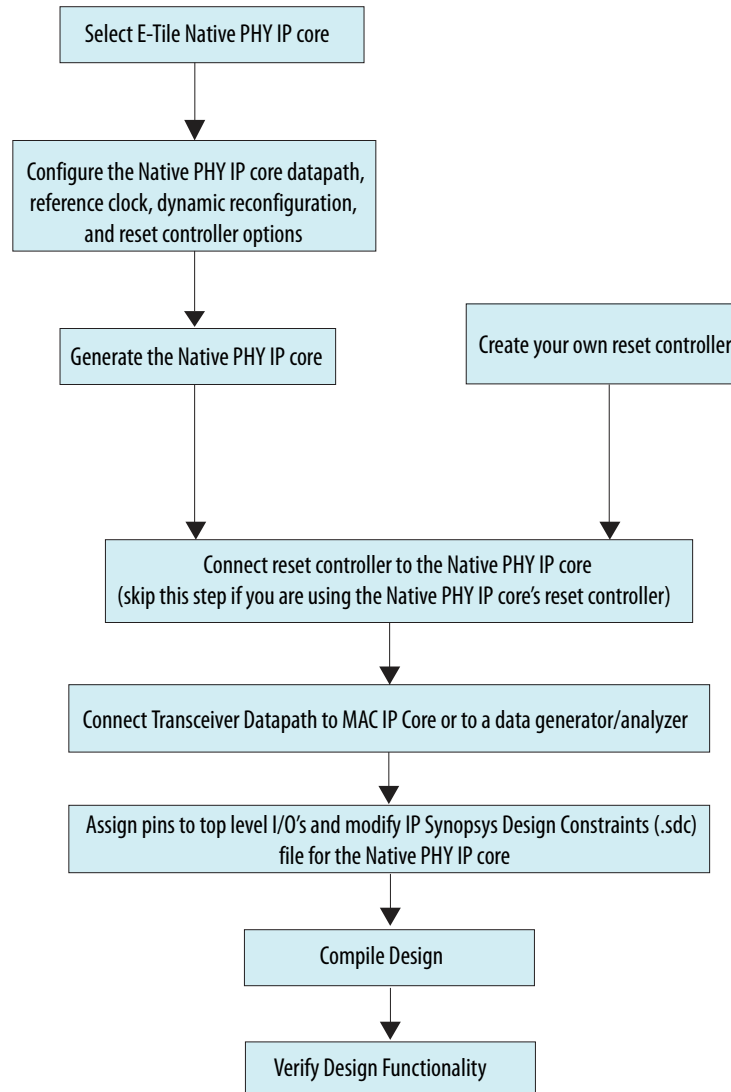 Select E-Tile Native PHY IP core
Configure the Native PHY IP core datapath,
reference clock, dynamic reconfiguration,
and reset controller options
Generate the Native PHY IP core
Create your own reset controller
Connect reset controller to the Native PHY IP core
(skip this step if you are using the Native PHY IP core’s reset controller)
Connect Transceiver Datapath to MAC IP Core or to a data generator/analyzer
Assign pins to top level I/O’s and modify IP Synopsys Design Constraints (.sdc)
file for the Native PHY IP core
Compile Design
Verify Design Functionality